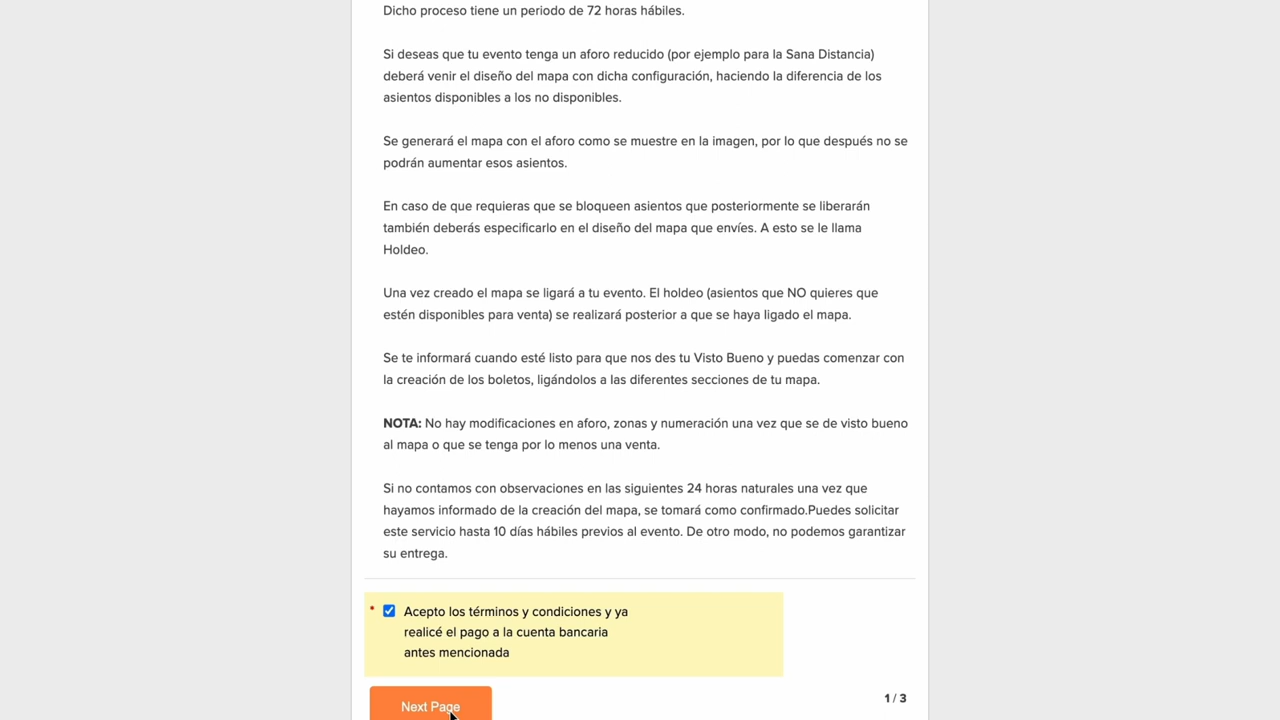 Dicho proceso tiene un periodo de 72 horas hábiles.
Si deseas que tu evento tenga un aforo reducido (por ejemplo para la Sana Distancia)
deberá venir el diseño del mapa con dicha configuración, haciendo la diferencia de los
asientos disponibles a los no disponibles.
Se generará el mapa con el aforo como se muestre en la imagen, por lo que después no se
podrán aumentar esos asientos.
En caso de que requieras que se bloqueen asientos que posteriormente se liberarán
también deberás especificarlo en el diseño del mapa que envíes. A esto se le llama
Holdeo.
Una vez creado el mapa se ligará a tu evento. El holdeo (asientos que NO quieres que
estén disponibles para venta) se realizará posterior a que se haya ligado el mapa.
Se te informará cuando esté listo para que nos des tu Visto Bueno y puedas comenzar con
la creación de los boletos, ligándolos a las diferentes secciones de tu mapa.
NOTA: No hay modificaciones en aforo, zonas y numeración una vez que se de visto bueno
al mapa o que se tenga por lo menos una venta.
Si no contamos con observaciones en las siguientes 24 horas naturales una vez que
hayamos informado de la creación del mapa, se tomará como confirmado.Puedes solicitar
este servicio hasta 10 días hábiles previos al evento. De otro modo, no podemos garantizar
su entrega.
* Acepto los términos y condiciones y ya
realicé el pago a la cuenta bancaria
antes mencionada
Next Page
1 / 3